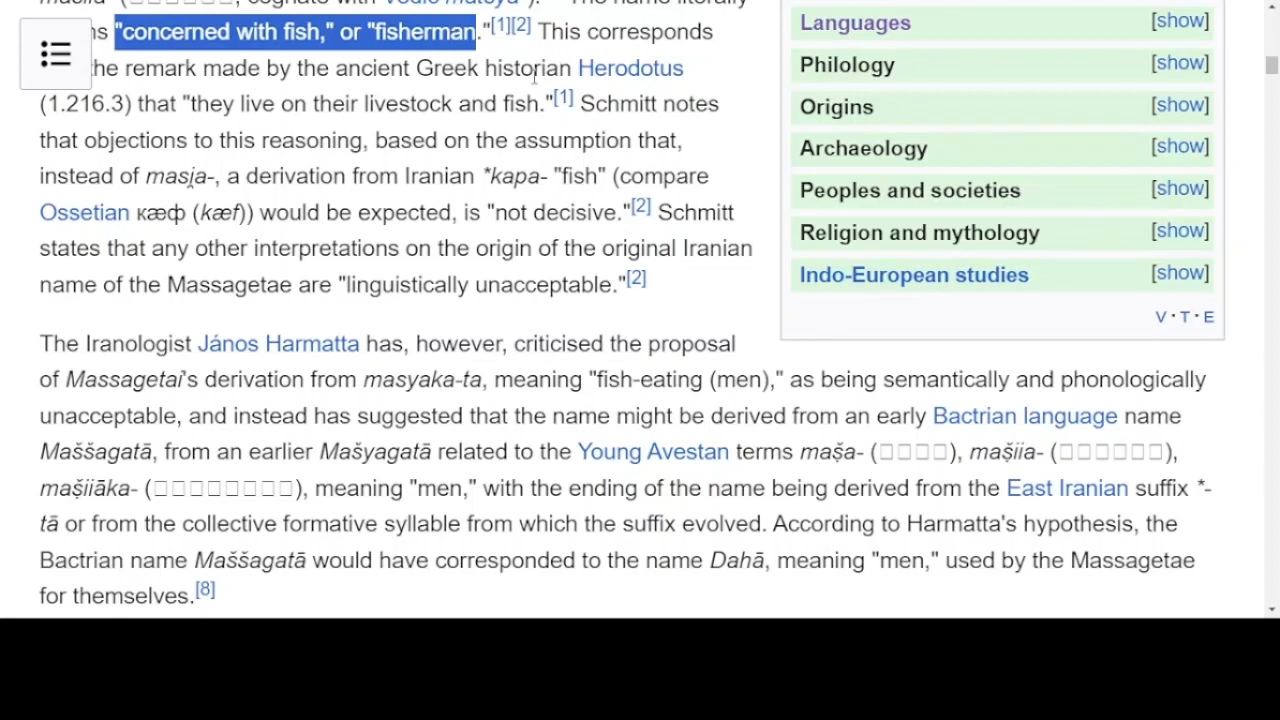 "concerned with fish," or "fisherman."[1][2] This corresponds
the remark made by the ancient Greek historian Herodotus
(1.216.3) that "they live on their livestock and fish."[1] Schmitt notes
that objections to this reasoning, based on the assumption that,
instead of masi̯a-, a derivation from Iranian *kapa- "fish" (compare
Ossetian кæф (kæf)) would be expected, is "not decisive."[2] Schmitt
states that any other interpretations on the origin of the original Iranian
name of the Massagetae are "linguistically unacceptable."[2]
The Iranologist János Harmatta has, however, criticised the proposal
of Massagetai's derivation from masyaka-ta, meaning "fish-eating (men)," as being semantically and phonologically
unacceptable, and instead has suggested that the name might be derived from an early Bactrian language name
Maššagatā, from an earlier Mašyagatā related to the Young Avestan terms maṣ̌a- (), maṣ̌iia- (),
maṣ̌iiāka- (), meaning "men," with the ending of the name being derived from the East Iranian suffix *-
tā or from the collective formative syllable from which the suffix evolved. According to Harmatta's hypothesis, the
Bactrian name Maššagatā would have corresponded to the name Dahā, meaning "men," used by the Massagetae
for themselves.[8]
Languages [show]
Philology [show]
Origins [show]
Archaeology [show]
Peoples and societies [show]
Religion and mythology [show]
Indo-European studies [show]
V · T · E